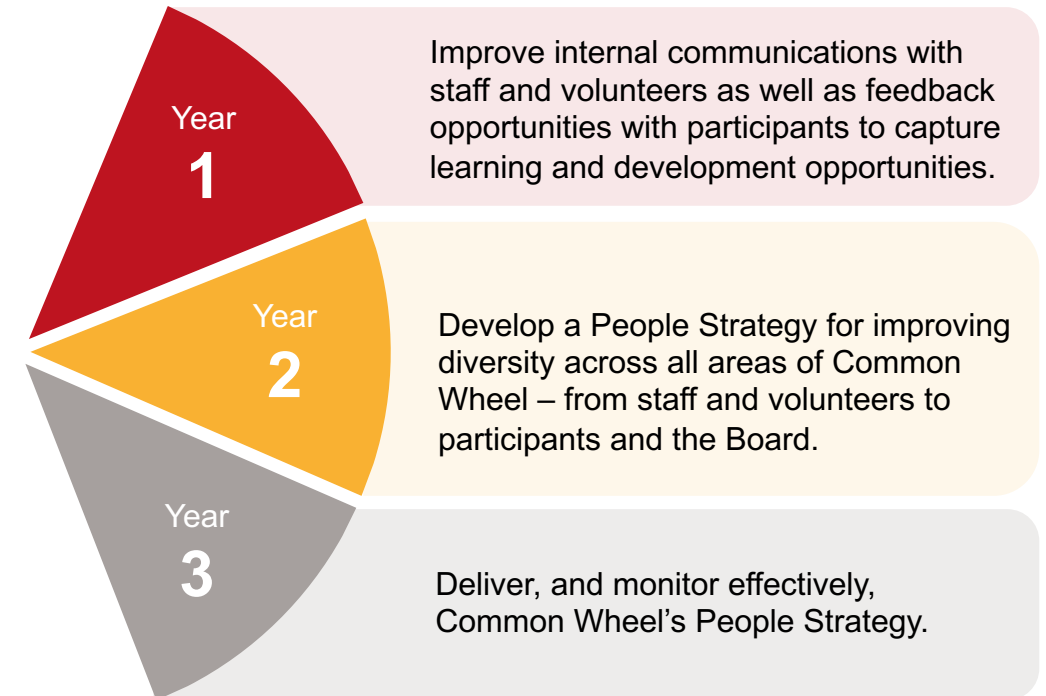 Year
1
Improve internal communications with
staff and volunteers as well as feedback
opportunities with participants to capture
learning and development opportunities.
Year
2
Develop a People Strategy for improving
diversity across all areas of Common
Wheel – from staff and volunteers to
participants and the Board.
Year
3
Deliver, and monitor effectively,
Common Wheel’s People Strategy.